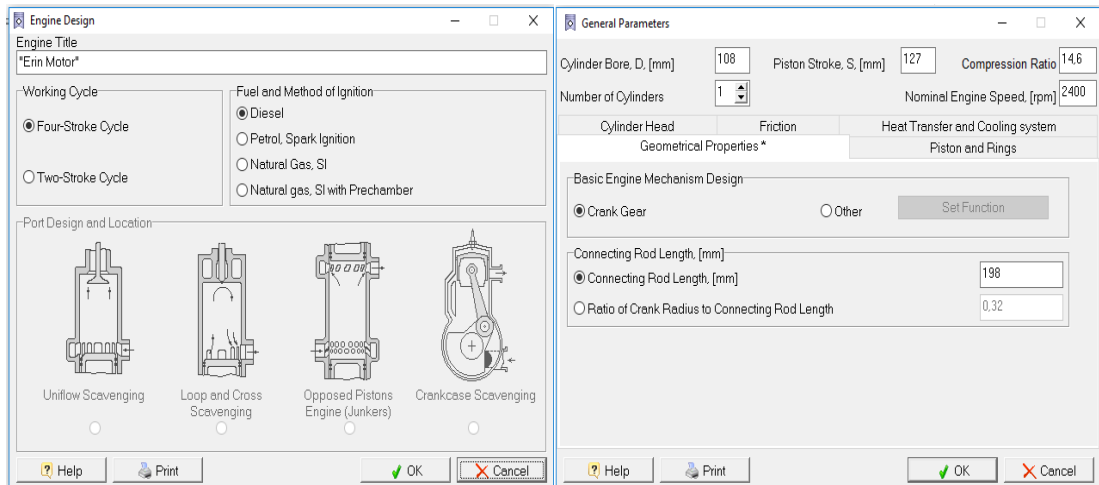 Engine Design
Engine Title
"Erin Motor"
Working Cycle
Four-Stroke Cycle
Two-Stroke Cycle
Fuel and Method of Ignition
Diesel
Petrol, Spark Ignition
Natural Gas, SI
Natural gas, SI with Prechamber
Port Design and Location
Uniflow Scavenging
Loop and Cross
Scavenging
Opposed Pistons
Engine (Junkers)
Crankcase Scavenging
Help Print OK Cancel
General Parameters
Cylinder Bore, D, [mm] 108 Piston Stroke, S, [mm] 127 Compression Ratio 14,6
Number of Cylinders 1 Nominal Engine Speed, [rpm] 2400
Cylinder Head Friction Heat Transfer and Cooling system
Geometrical Properties * Piston and Rings
Basic Engine Mechanism Design
Crank Gear Other Set Function
Connecting Rod Length, [mm]
Connecting Rod Length, [mm] 198
Ratio of Crank Radius to Connecting Rod Length 0,32
Help Print OK Cancel